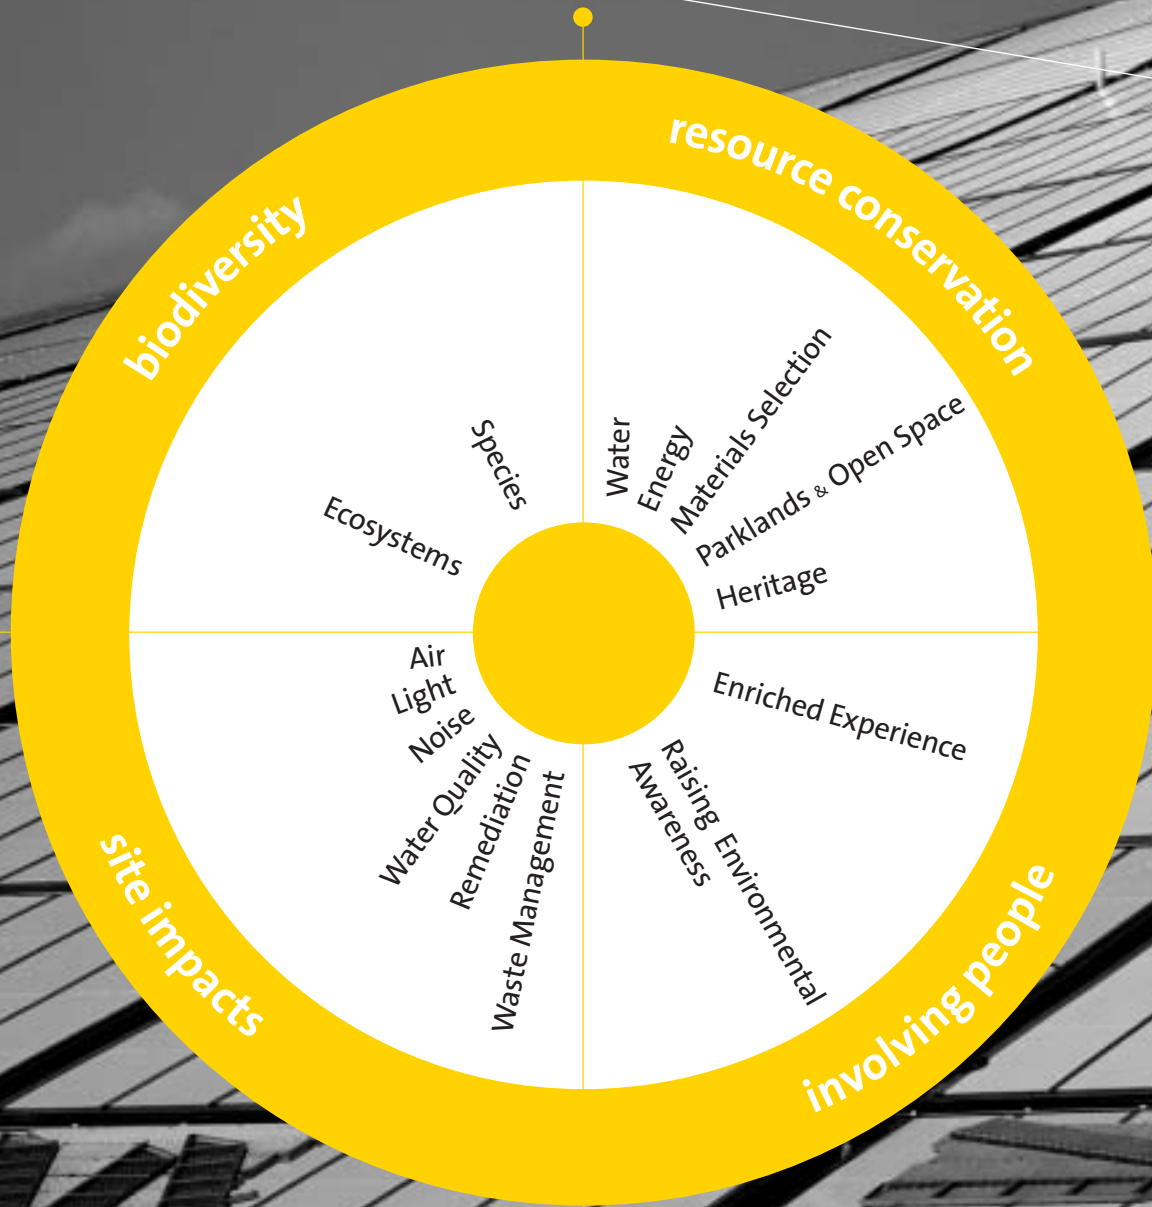 resource conservation
Water
Energy
Materials Selection
Parklands & Open Space
Heritage
involving people
Enriched Experience
Raising Environmental
Awareness
site impacts
Waste Management
Remediation
Water Quality
Noise
Light
Air
biodiversity
Ecosystems
Species